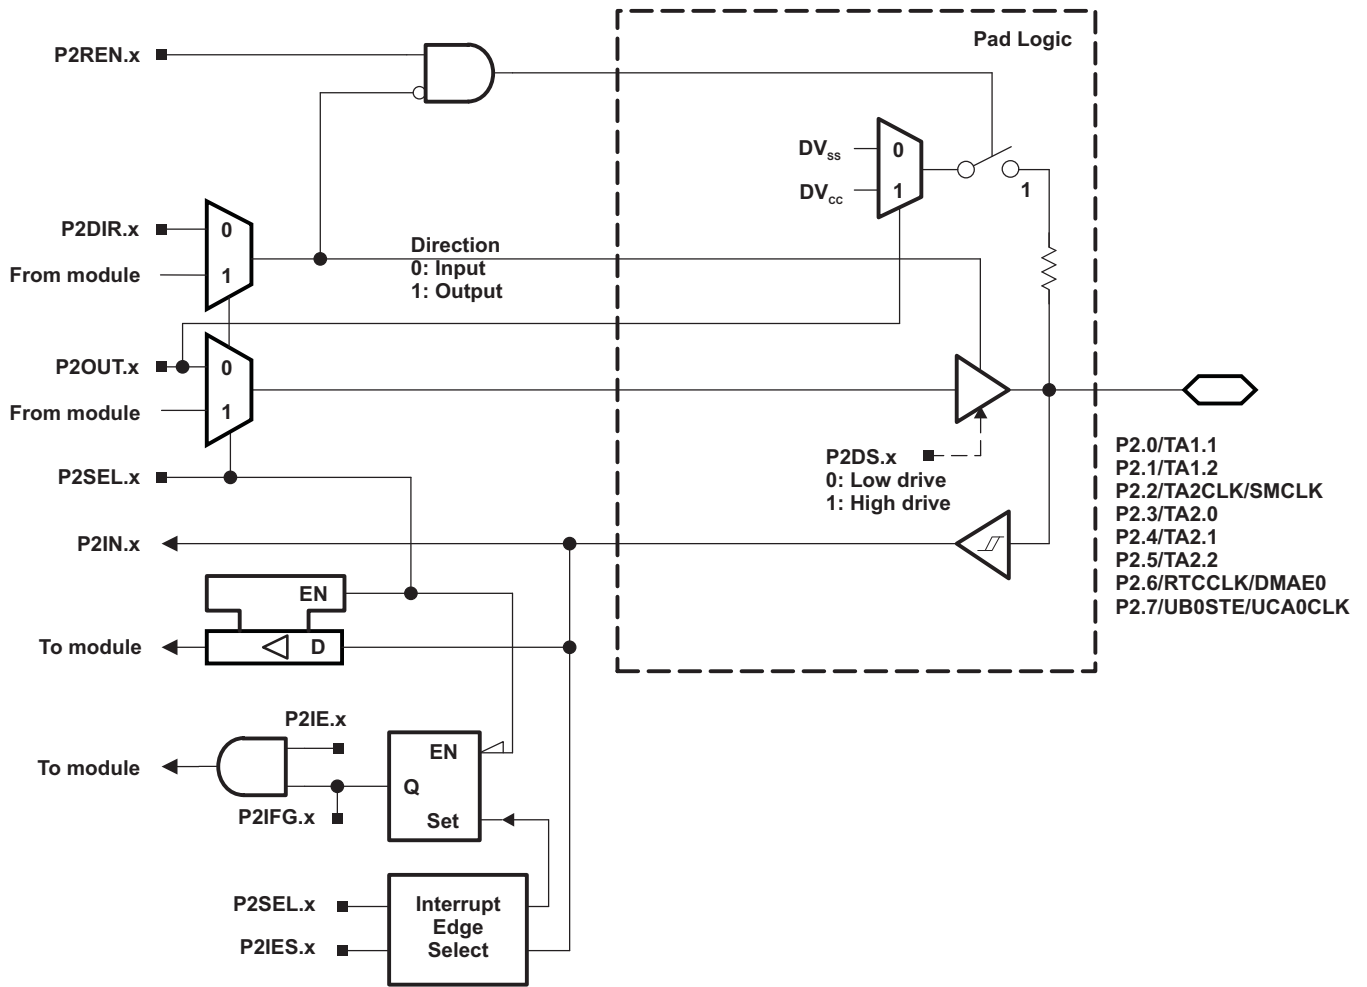 Pad Logic
P2REN.x
DVSS
0
DVCC
1
1
P2DIR.x
0
From module
1
Direction
0: Input
1: Output
P2OUT.x
0
From module
1
P2SEL.x
P2DS.x
0: Low drive
1: High drive
P2.0/TA1.1
P2.1/TA1.2
P2.2/TA2CLK/SMCLK
P2.3/TA2.0
P2.4/TA2.1
P2.5/TA2.2
P2.6/RTCCLK/DMAE0
P2.7/UB0STE/UCA0CLK
P2IN.x
EN
To module
D
P2IE.x
EN
To module
Q
P2IFG.x
Set
P2SEL.x
P2IES.x
Interrupt
Edge
Select